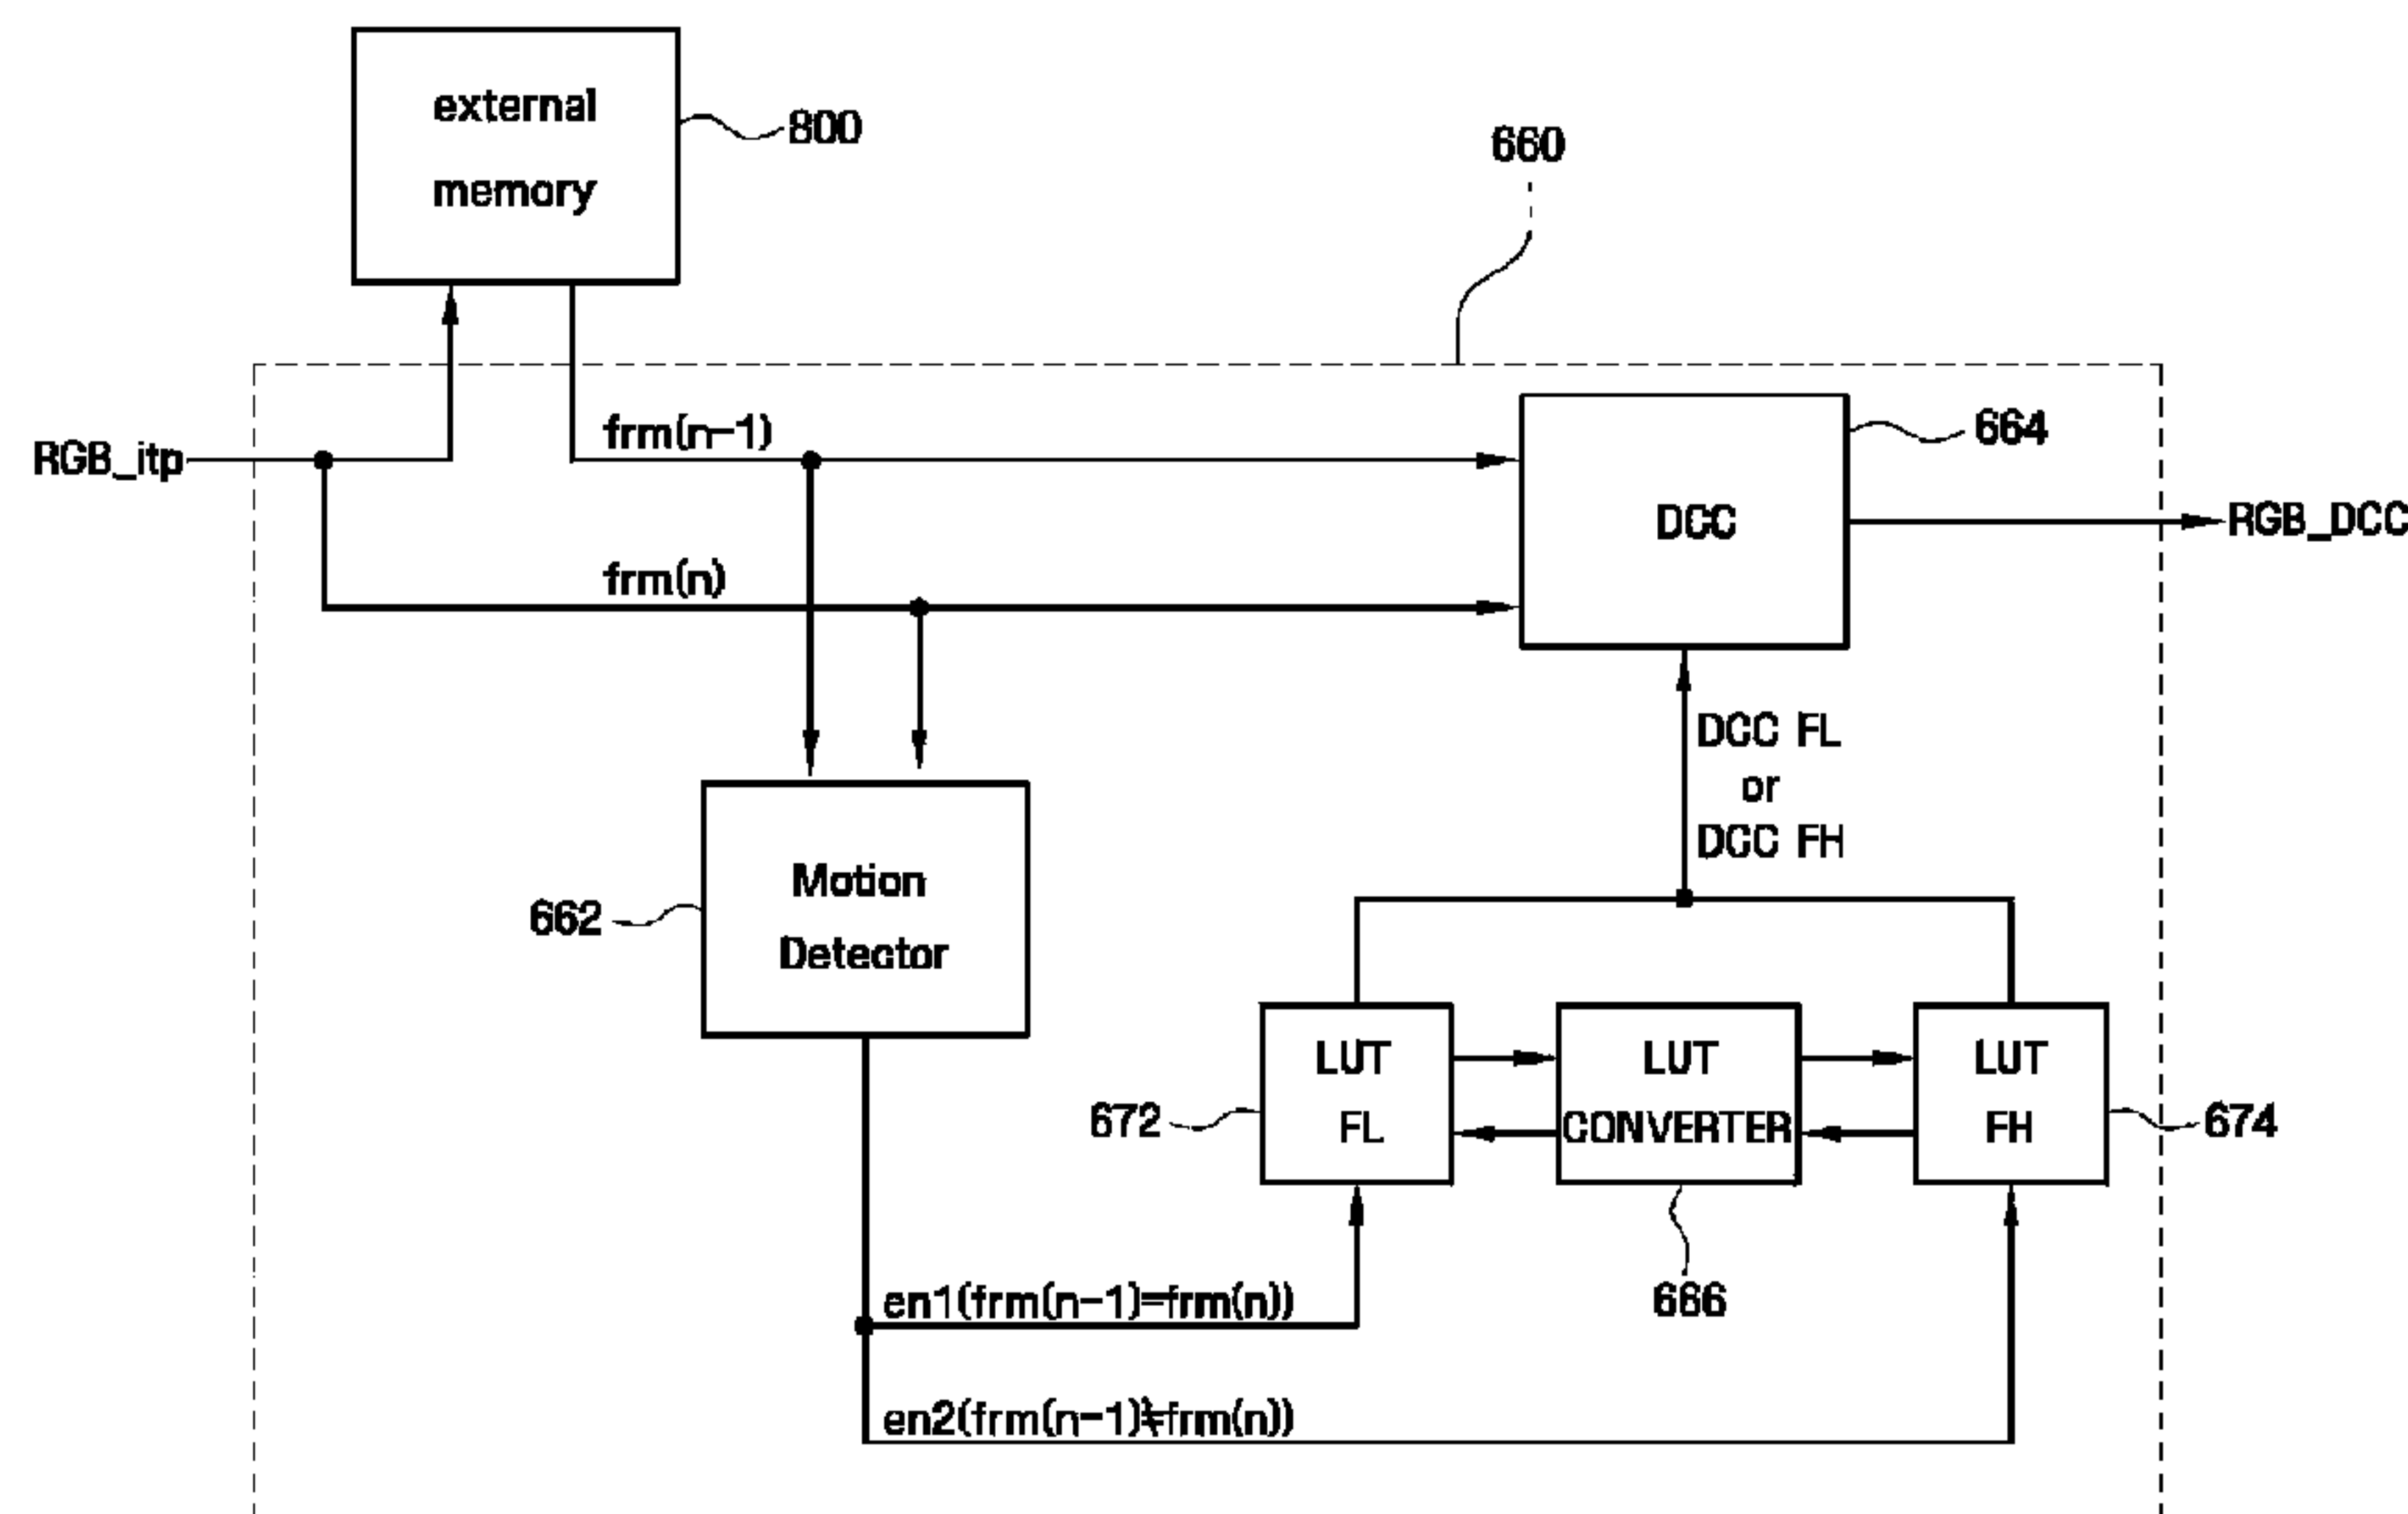 external
memory
800
660
frm(n-1)
664
RGB_itp
DCC
RGB_DCC
frm(n)
DCC FL
or
DCC FH
Motion
Detector
662
LUT
FL
LUT
CONVERTER
LUT
FH
672
674
686
en1(frm(n-1)=frm(n))
en2(frm(n-1)≠frm(n))